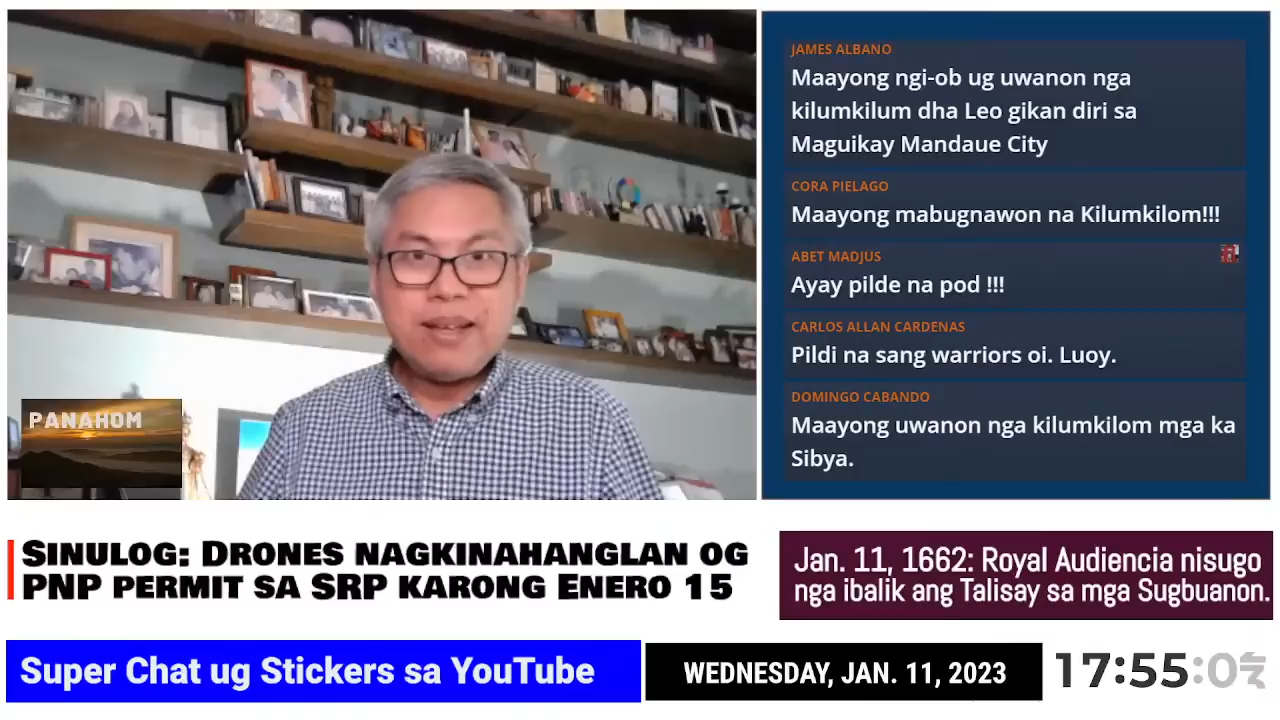 PANAHOM
JAMES ALBANO
Maayong ngi-ob ug uwanon nga
kilumkilum dha Leo gikan diri sa
Maguikay Mandaue City
CORA PIELAGO
Maayong mabugnawon na Kilumkilom!!!
ABET MADJUS
Ayay pilde na pod !!!
CARLOS ALLAN CARDENAS
Pildi na sang warriors oi. Luoy.
DOMINGO CABANDO
Maayong uwanon nga kilumkilom mga ka
Sibya.
SINULOG: DRONES NAGKINAHANGLAN OG
PNP PERMIT SA SRP KARONG ENERO 15
Jan. 11, 1662: Royal Audiencia nisugo
nga ibalik ang Talisay sa mga Sugbuanon.
Super Chat ug Stickers sa YouTube
WEDNESDAY, JAN. 11, 2023
17:55:0